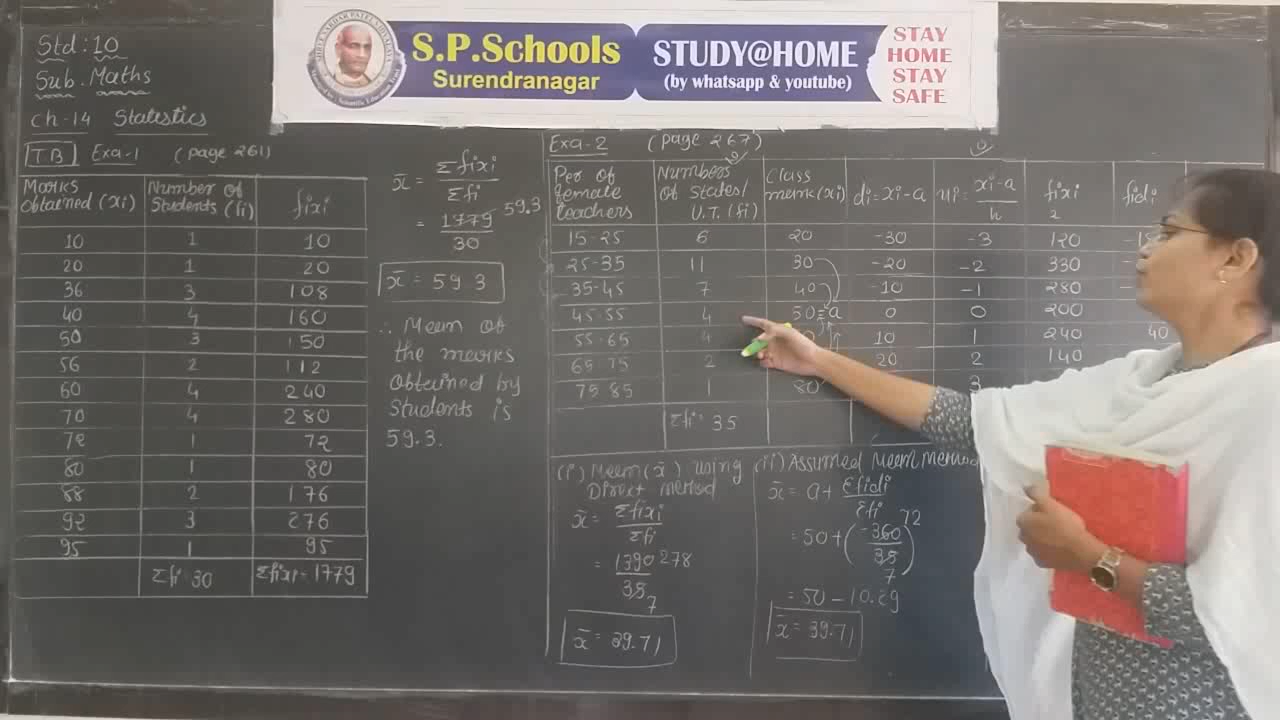 Std: 10
Sub. Maths
Ch-14 Statistics
S.P.Schools
Surendranagar
STUDY@HOME
(by whatsapp & youtube)
STAY
HOME
STAY
SAFE
TB Exa-1 (page 261)
Marks Obtained (xi) Number of Students (fi) fixi
10 1 10
20 1 20
36 3 108
40 4 160
50 3 150
56 2 112
60 4 240
70 4 280
72 1 72
80 1 80
88 2 176
92 3 276
95 1 95
Σfi = 30 Σfixi = 1779
x̄ = Σfixi / Σfi
= 1779 / 30 59.3
x̄ = 59.3
∴ Mean of
the marks
Obtained by
Students is
59.3.
Exa-2 (page 267)
Per of female teachers Numbers Of States/ U.T. (fi) Class mark (xi) di = xi - a ui = xi-a / h fixi fidi
15-25 6 20 -30 -3 120
25-35 11 30 -20 -2 330
35-45 7 40 -10 -1 280
45-55 4 50 = a 0 0 200
55-65 4 10 1 240 40
65-75 2 20 2 140
75-85 1 80 3
Σfi = 35
(i) Mean (x̄) using
Direct method
x̄ = Σfixi / Σfi
= 1390 278 / 35 7
x̄ = 39.71
(ii) Assumed Mean Method
x̄ = a + Σfidi / Σfi
= 50 + (-360 72 / 35 7)
= 50 - 10.29
x̄ = 39.71